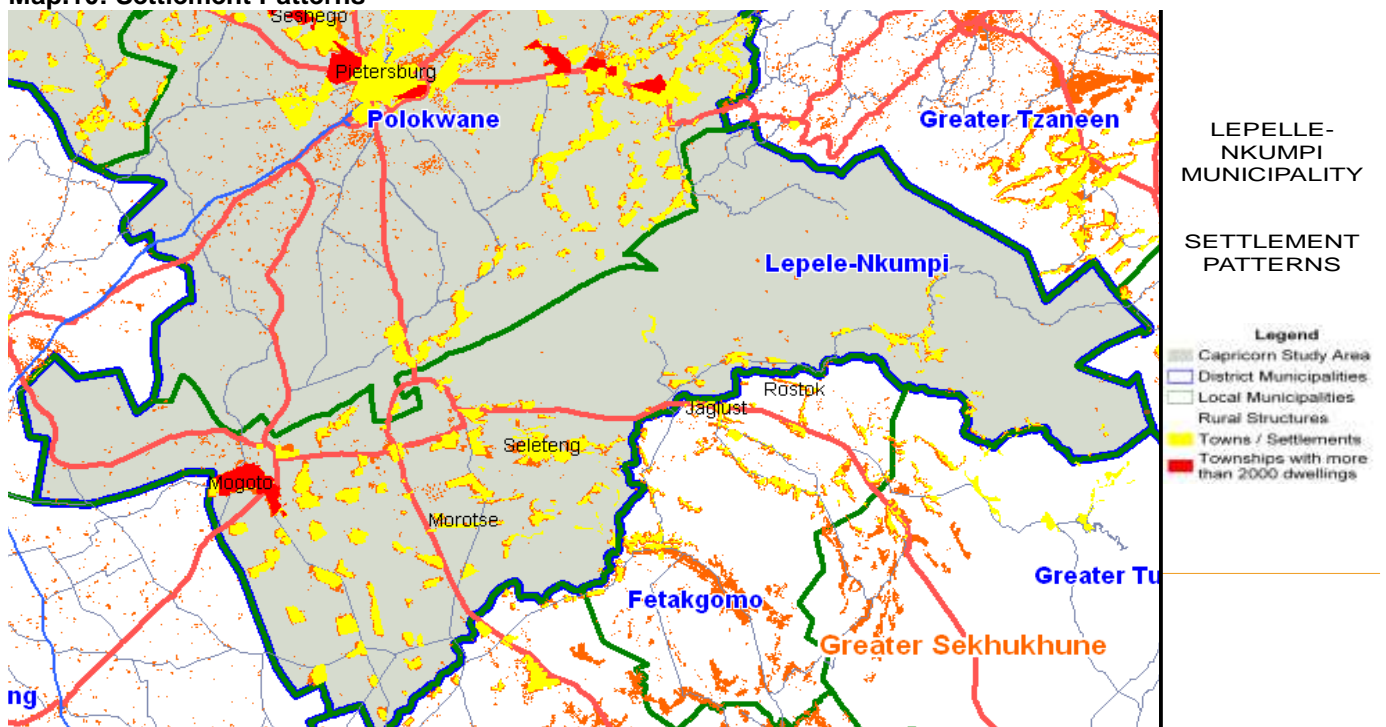 Seshego
Pietersburg
Polokwane
Greater Tzaneen
Lepele-Nkumpi
Rostok
Jaglust
Seleteng
Mogoto
Morotse
Greater Tu
Fetakgomo
Greater Sekhukhune
ng
LEPELLE-
NKUMPI
MUNICIPALITY
SETTLEMENT
PATTERNS
Legend
Capricorn Study Area
District Municipalities
Local Municipalities
Rural Structures
Towns / Settlements
Townships with more
than 2000 dwellings